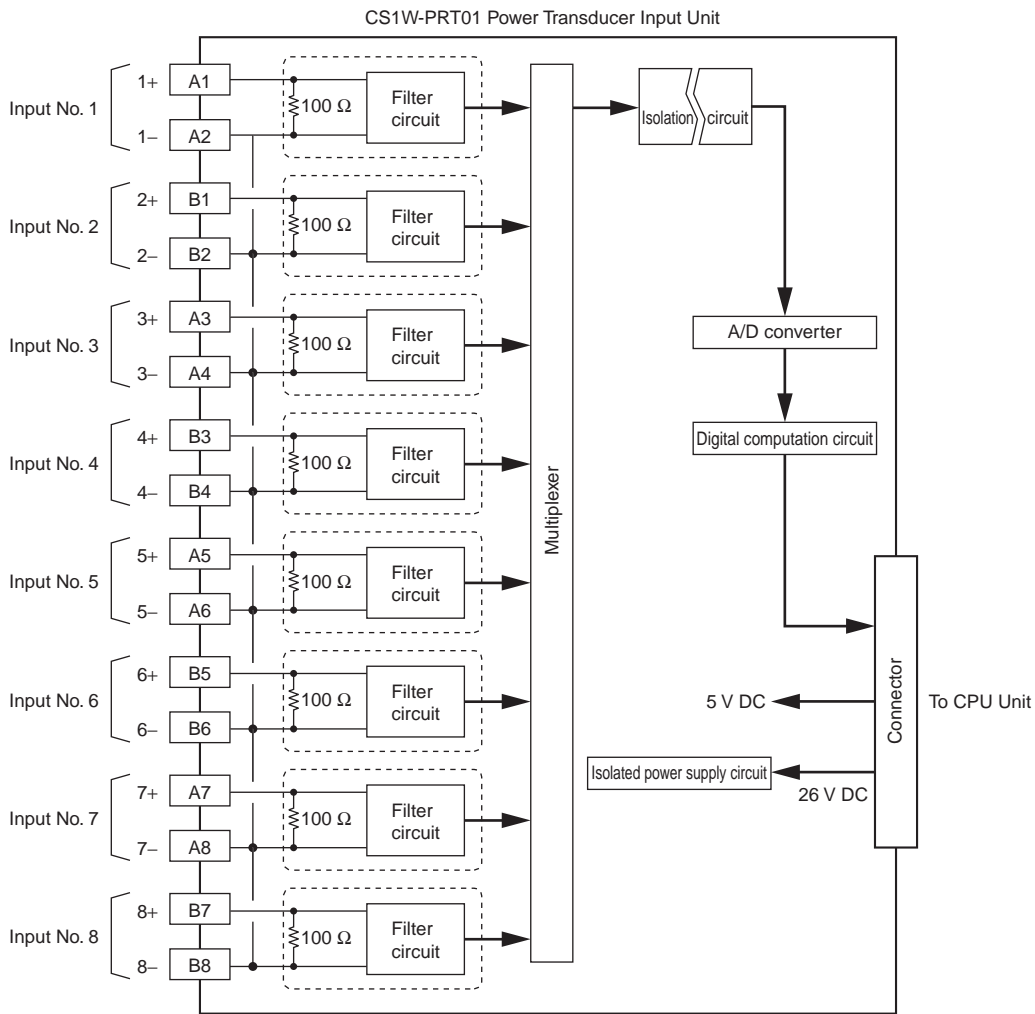 CS1W-PRT01 Power Transducer Input Unit
Input No. 1
1+
A1
1−
A2
100 Ω
Filter
circuit
Input No. 2
2+
B1
2−
B2
100 Ω
Filter
circuit
Input No. 3
3+
A3
3−
A4
100 Ω
Filter
circuit
Input No. 4
4+
B3
4−
B4
100 Ω
Filter
circuit
Input No. 5
5+
A5
5−
A6
100 Ω
Filter
circuit
Input No. 6
6+
B5
6−
B6
100 Ω
Filter
circuit
Input No. 7
7+
A7
7−
A8
100 Ω
Filter
circuit
Input No. 8
8+
B7
8−
B8
100 Ω
Filter
circuit
Multiplexer
Isolation circuit
A/D converter
Digital computation circuit
Connector
To CPU Unit
5 V DC
Isolated power supply circuit
26 V DC